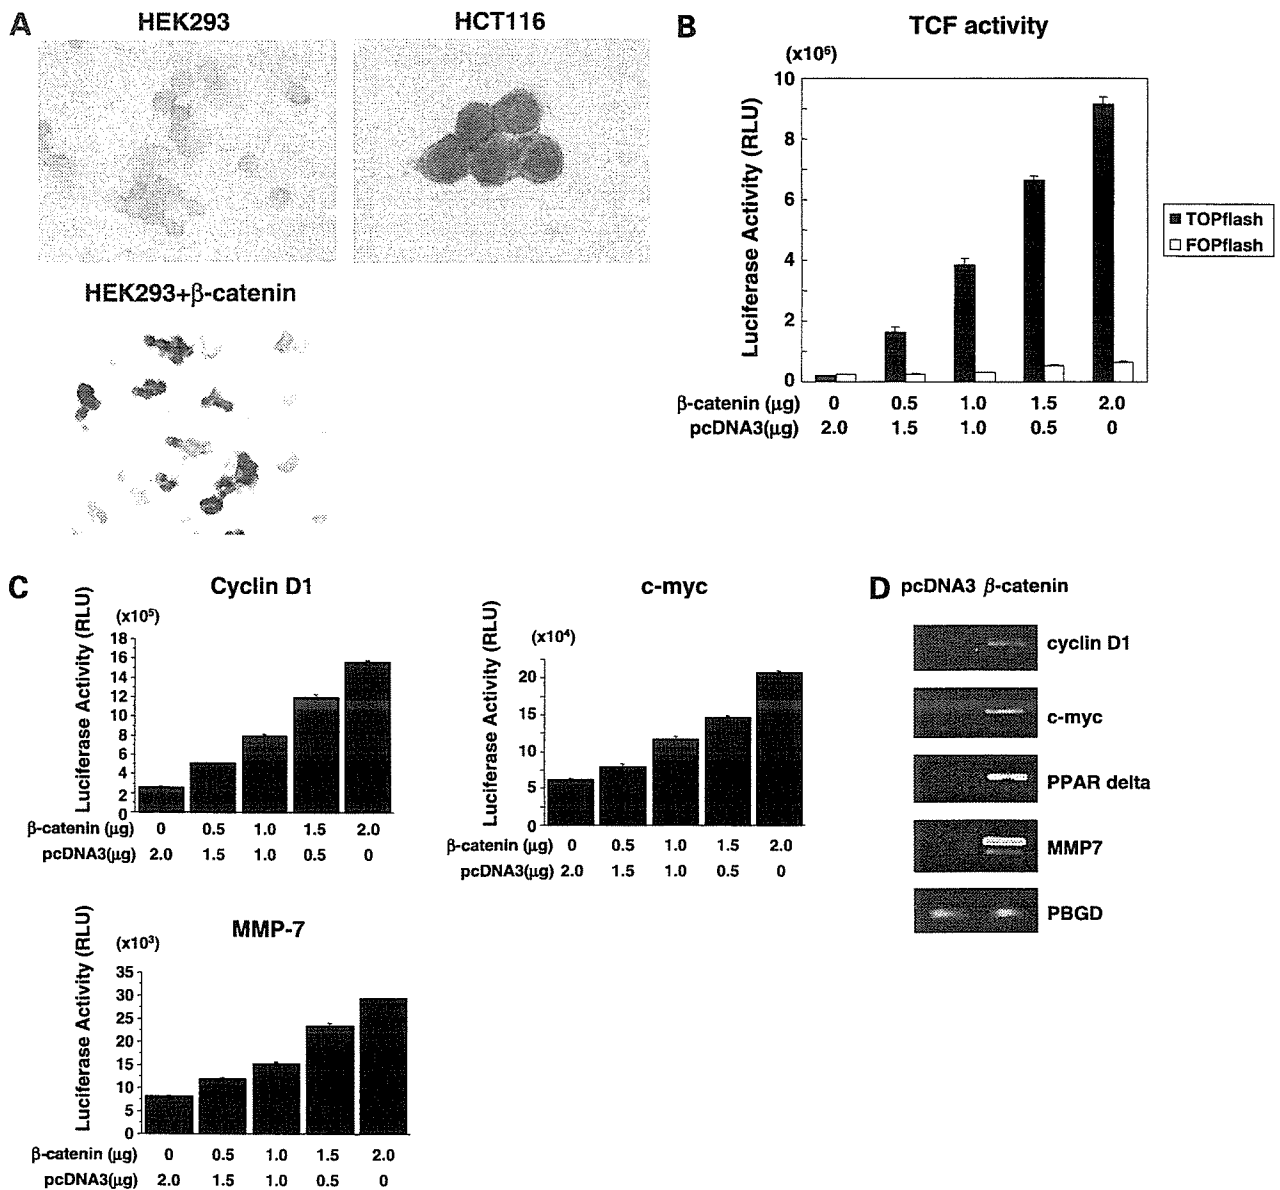 A
HEK293
HCT116
HEK293+β-catenin
B
TCF activity
(x10⁶)
Luciferase Activity (RLU)
10
8
6
4
2
0
β-catenin (μg) 0 0.5 1.0 1.5 2.0
pcDNA3(μg) 2.0 1.5 1.0 0.5 0
TOPflash
FOPflash
C
Cyclin D1
(x10⁵)
Luciferase Activity (RLU)
18
16
14
12
10
8
6
4
2
0
β-catenin (μg) 0 0.5 1.0 1.5 2.0
pcDNA3(μg) 2.0 1.5 1.0 0.5 0
c-myc
(x10⁴)
Luciferase Activity (RLU)
20
15
10
5
0
β-catenin (μg) 0 0.5 1.0 1.5 2.0
pcDNA3(μg) 2.0 1.5 1.0 0.5 0
D
pcDNA3 β-catenin
cyclin D1
c-myc
PPAR delta
MMP7
PBGD
MMP-7
(x10³)
Luciferase Activity (RLU)
35
30
25
20
15
10
5
0
β-catenin (μg) 0 0.5 1.0 1.5 2.0
pcDNA3(μg) 2.0 1.5 1.0 0.5 0